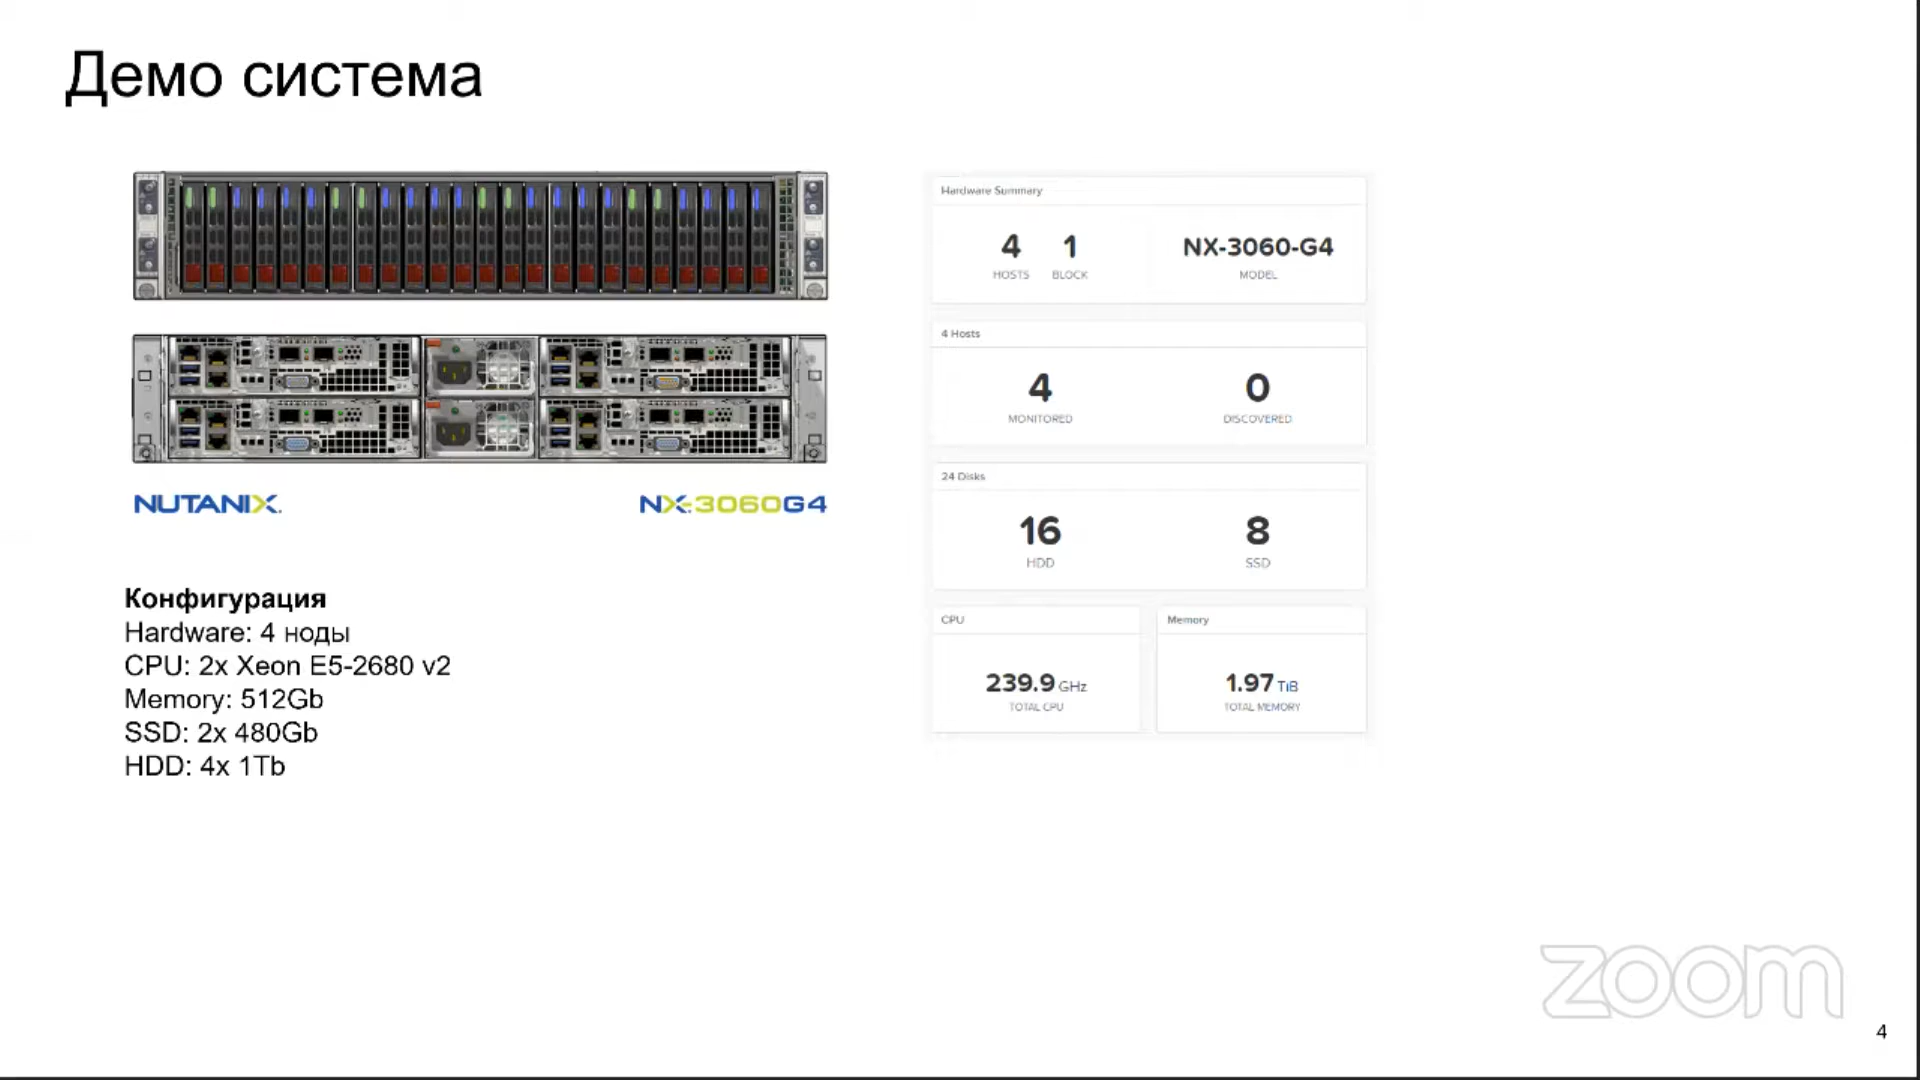 Демо система
NUTANIX.
NX-3060G4
Конфигурация
Hardware: 4 ноды
CPU: 2x Xeon E5-2680 v2
Memory: 512Gb
SSD: 2x 480Gb
HDD: 4x 1Tb
Hardware Summary
4 1 NX-3060-G4
HOSTS BLOCK MODEL
4 Hosts
4 0
MONITORED DISCOVERED
24 Disks
16 8
HDD SSD
CPU Memory
239.9 GHz 1.97 TiB
TOTAL CPU TOTAL MEMORY
zoom
4